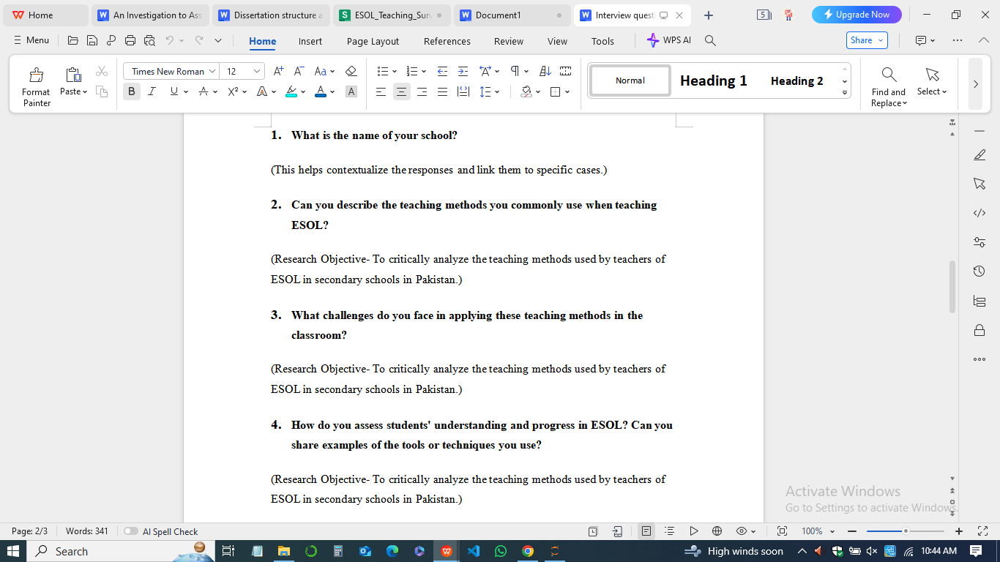 Home
An Investigation to Ass
Dissertation structure a
ESOL_Teaching_Sur
Document1
Interview quest
5
Upgrade Now
Menu
Home
Insert
Page Layout
References
Review
View
Tools
WPS AI
Share
Format Painter
Paste
Times New Roman
12
Normal
Heading 1
Heading 2
Find and Replace
Select
1. What is the name of your school?
(This helps contextualize the responses and link them to specific cases.)
2. Can you describe the teaching methods you commonly use when teaching
ESOL?
(Research Objective- To critically analyze the teaching methods used by teachers of
ESOL in secondary schools in Pakistan.)
3. What challenges do you face in applying these teaching methods in the
classroom?
(Research Objective- To critically analyze the teaching methods used by teachers of
ESOL in secondary schools in Pakistan.)
4. How do you assess students' understanding and progress in ESOL? Can you
share examples of the tools or techniques you use?
(Research Objective- To critically analyze the teaching methods used by teachers of
ESOL in secondary schools in Pakistan.)
Activate Windows
Go to Settings to activate Windows.
Page: 2/3
Words: 341
AI Spell Check
100%
Search
High winds soon
10:44 AM